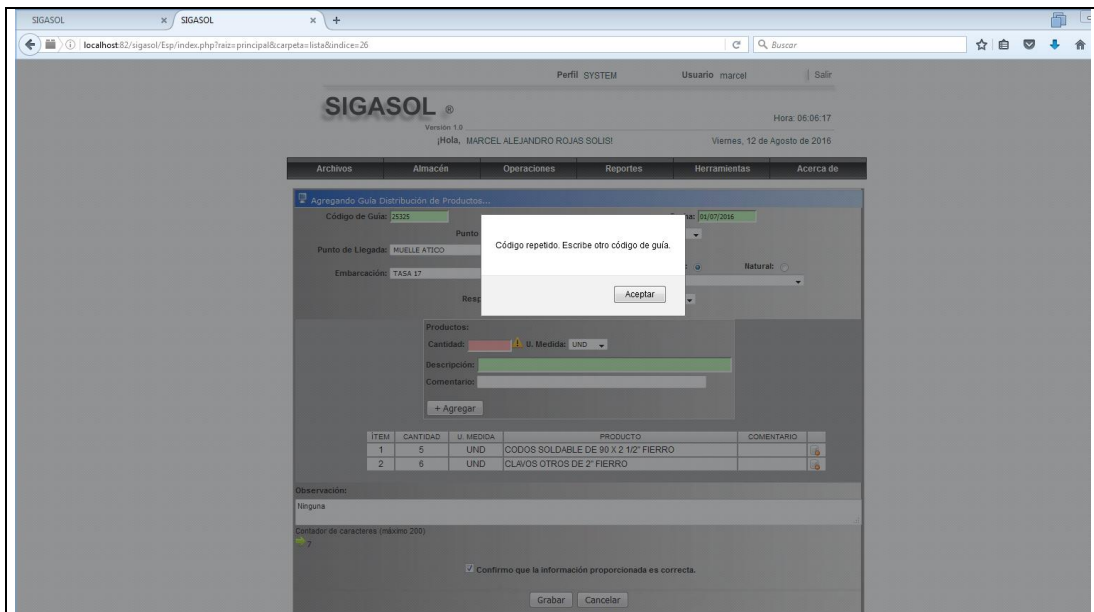 SIGASOL
SIGASOL
localhost:82/sigasol/Esp/index.php?raiz=principal&carpeta=lista&indice=26
Buscar
Perfil SYSTEM Usuario marcel Salir
SIGASOL ®
Versión 1.0
Hora: 06:06:17
¡Hola, MARCEL ALEJANDRO ROJAS SOLIS! Viernes, 12 de Agosto de 2016
Archivos Almacén Operaciones Reportes Herramientas Acerca de
Agregando Guía Distribución de Productos...
Código de Guía: 25325 01/07/2016
Punto
Punto de Llegada: MUELLE ATICO
Natural:
Embarcación: TASA 17
Código repetido. Escribe otro código de guía.
Aceptar
Productos:
Cantidad: U. Medida: UND
Descripción:
Comentario:
+ Agregar
ÍTEM CANTIDAD U. MEDIDA PRODUCTO COMENTARIO
1 5 UND CODOS SOLDABLE DE 90 X 2 1/2" FIERRO
2 6 UND CLAVOS OTROS DE 2" FIERRO
Observación:
Ninguna
Contador de caracteres (máximo 200)
7
Confirmo que la información proporcionada es correcta.
Grabar Cancelar